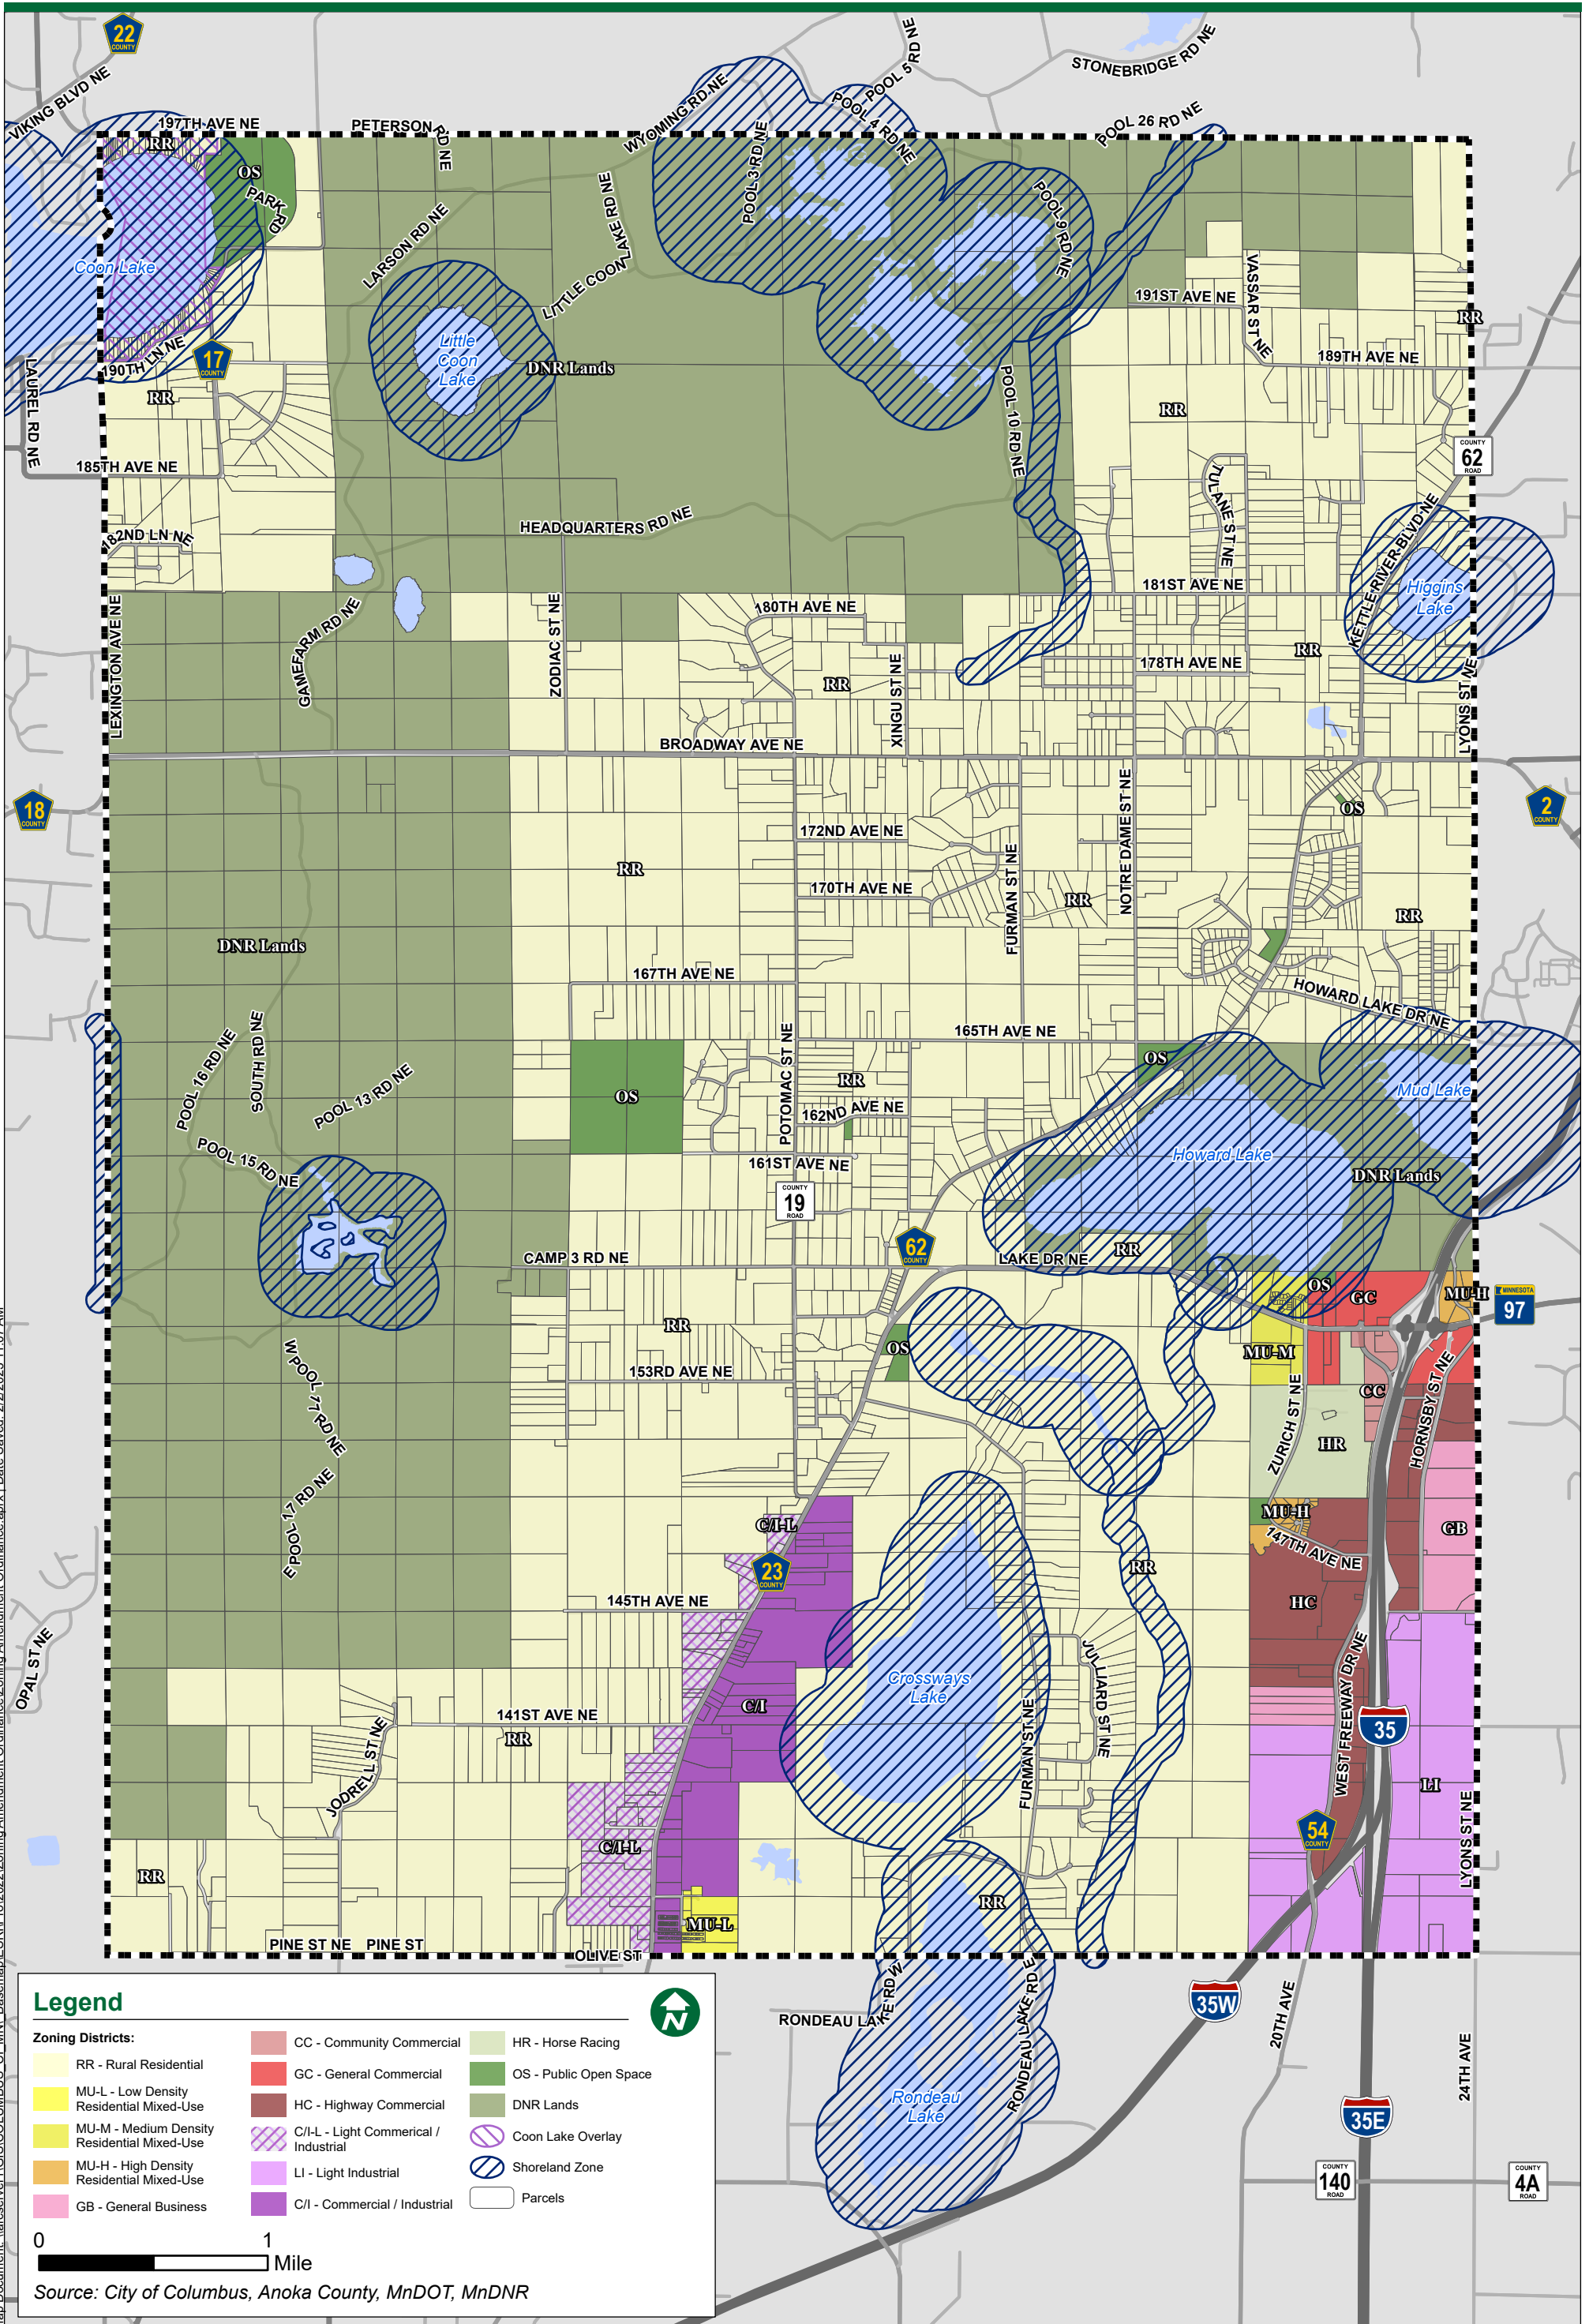 22
COUNTY
VIKING BLVD NE
197TH AVE NE
PETERSON RD NE
WYOMING RD NE
POOL 5 RD NE
POOL 4 RD NE
POOL 3 RD NE
STONEBRIDGE RD NE
POOL 26 RD NE
RR
OS
PARK RD
LARSON RD NE
LITTLE COON LAKE RD NE
POOL 9 RD NE
Coon Lake
191ST AVE NE
VASSAR ST NE
RR
Little
Coon
Lake
DNR Lands
189TH AVE NE
17
COUNTY
190TH LN NE
LAUREL RD NE
RR
POOL 10 RD NE
RR
COUNTY
62
ROAD
185TH AVE NE
TULANE ST NE
182ND LN NE
HEADQUARTERS RD NE
KETTLE RIVER BLVD NE
181ST AVE NE
Higgins
Lake
LEXINGTON AVE NE
GAMEFARM RD NE
ZODIAC ST NE
180TH AVE NE
RR
XINGU ST NE
178TH AVE NE
RR
LYONS ST NE
BROADWAY AVE NE
18
COUNTY
2
COUNTY
OS
172ND AVE NE
NOTRE DAME ST NE
RR
170TH AVE NE
FURMAN ST NE
RR
RR
DNR Lands
167TH AVE NE
HOWARD LAKE DR NE
165TH AVE NE
POOL 16 RD NE
SOUTH RD NE
POOL 13 RD NE
POTOMAC ST NE
OS
RR
OS
Mud Lake
162ND AVE NE
POOL 15 RD NE
161ST AVE NE
Howard Lake
DNR Lands
COUNTY
19
ROAD
62
COUNTY
CAMP 3 RD NE
LAKE DR NE
RR
OS
GC
MU-H
MINNESOTA
97
RR
OS
MU-M
W POOL 17 RD NE
153RD AVE NE
CC
ZURICH ST NE
HORNSBY ST NE
HR
E POOL 17 RD NE
C/I-L
MU-H
GB
147TH AVE NE
23
COUNTY
RR
145TH AVE NE
HC
OPAL ST NE
Crossways
Lake
JULLIARD ST NE
WEST FREEWAY DR NE
C/I
141ST AVE NE
RR
35
JODRELL ST NE
FURMAN ST NE
LI
54
COUNTY
C/I-L
LYONS ST NE
RR
RR
MU-L
PINE ST NE
PINE ST
OLIVE ST
RONDEAU LAKE RD W
RONDEAU LAKE RD E
35W
20TH AVE
24TH AVE
Rondeau
Lake
35E
COUNTY
140
ROAD
COUNTY
4A
ROAD
Legend
N
Zoning Districts:
RR - Rural Residential
MU-L - Low Density
Residential Mixed-Use
MU-M - Medium Density
Residential Mixed-Use
MU-H - High Density
Residential Mixed-Use
GB - General Business
CC - Community Commercial
GC - General Commercial
HC - Highway Commercial
C/I-L - Light Commerical /
Industrial
LI - Light Industrial
C/I - Commercial / Industrial
HR - Horse Racing
OS - Public Open Space
DNR Lands
Coon Lake Overlay
Shoreland Zone
Parcels
0
1
Mile
Source: City of Columbus, Anoka County, MnDOT, MnDNR